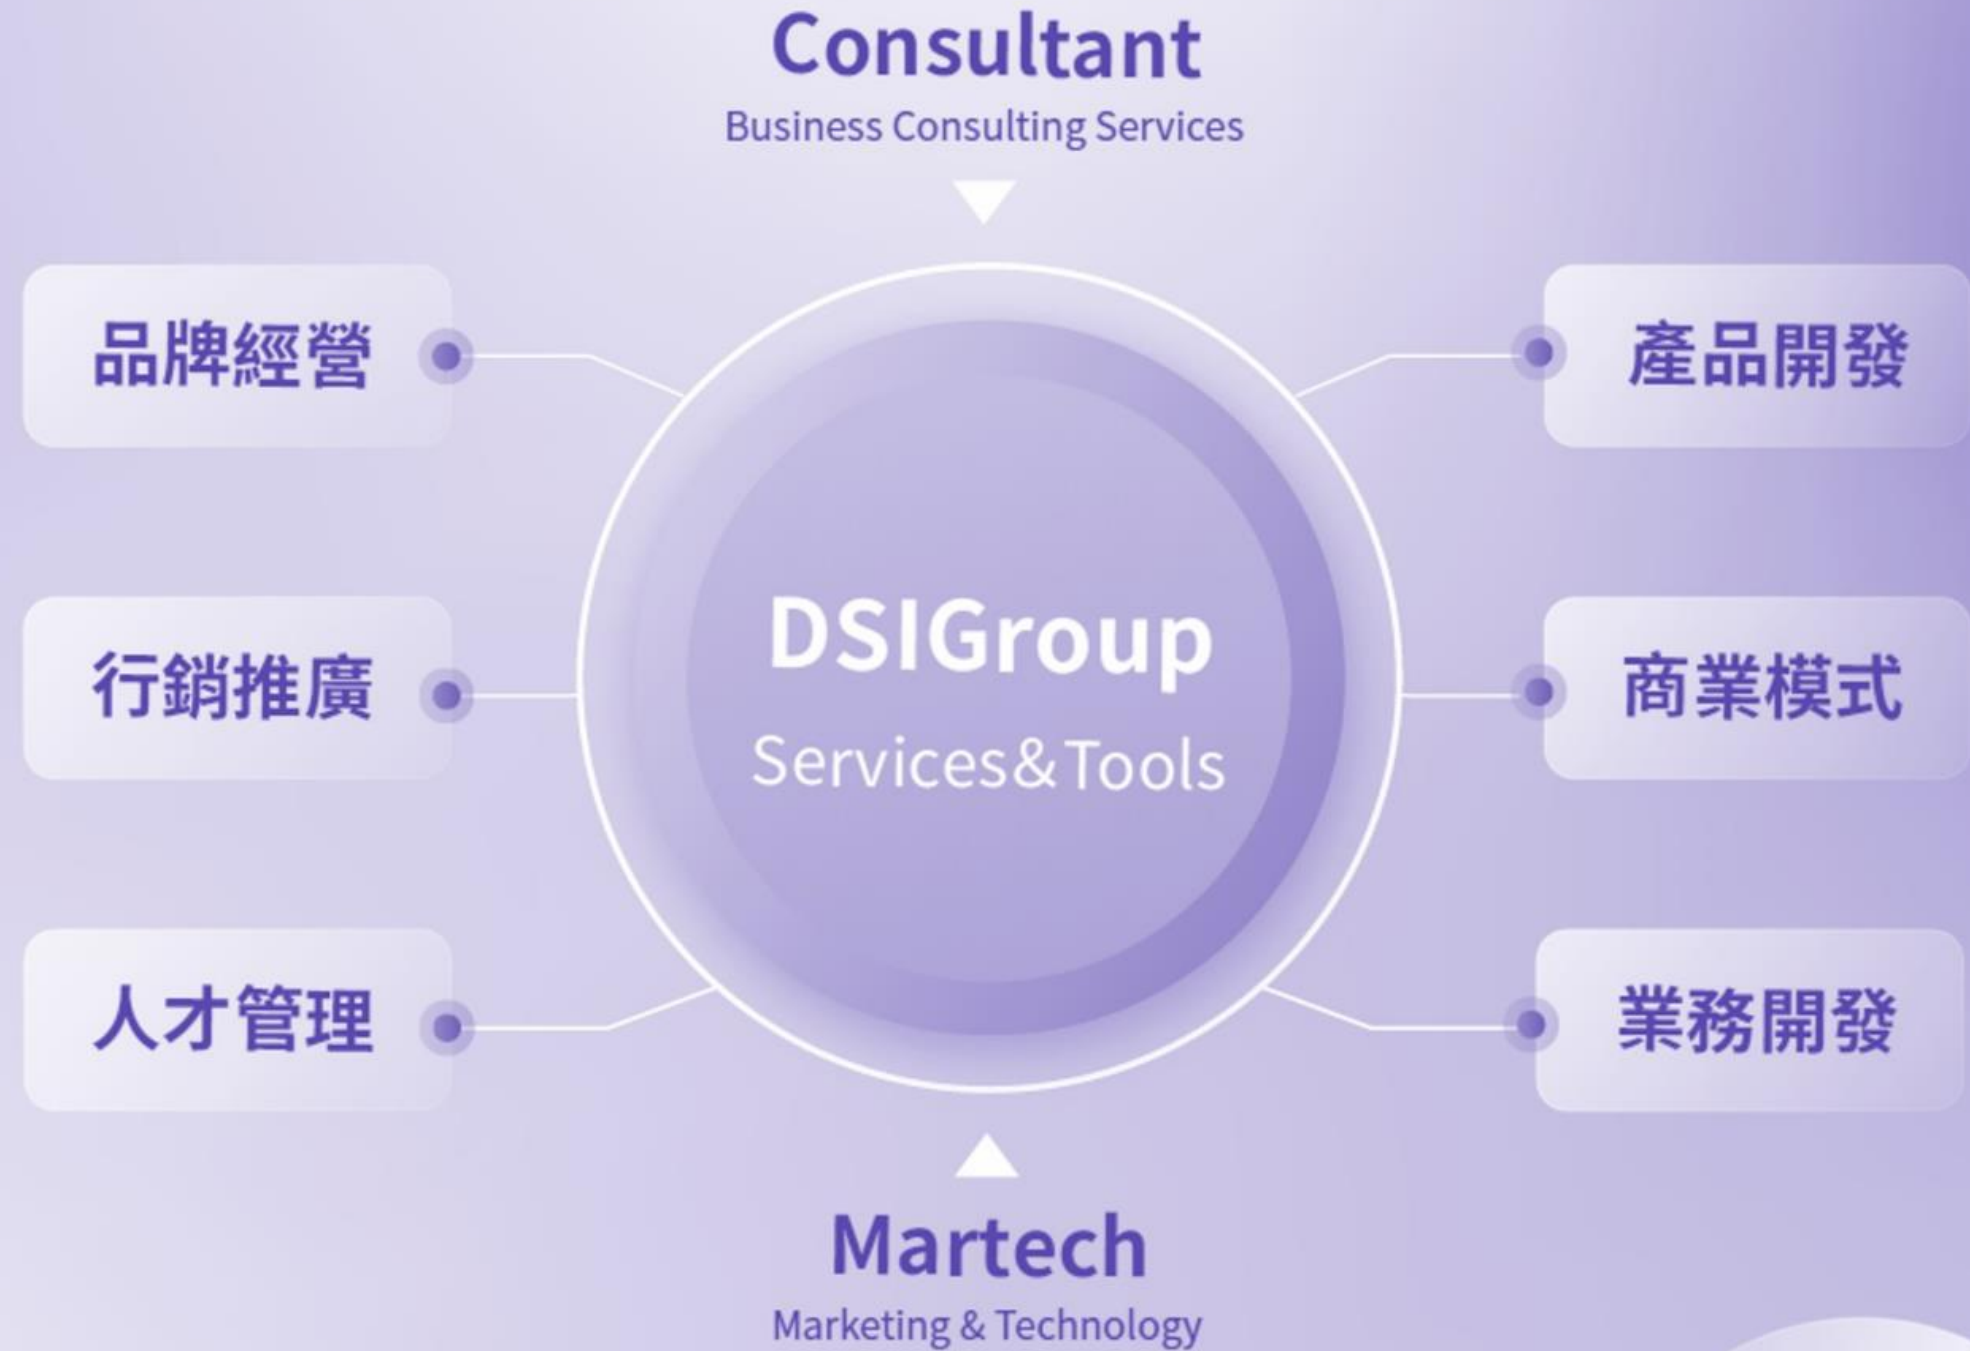 Consultant
Business Consulting Services
品牌經營
產品開發
行銷推廣
DSIGroup
Services&Tools
商業模式
人才管理
業務開發
Martech
Marketing & Technology